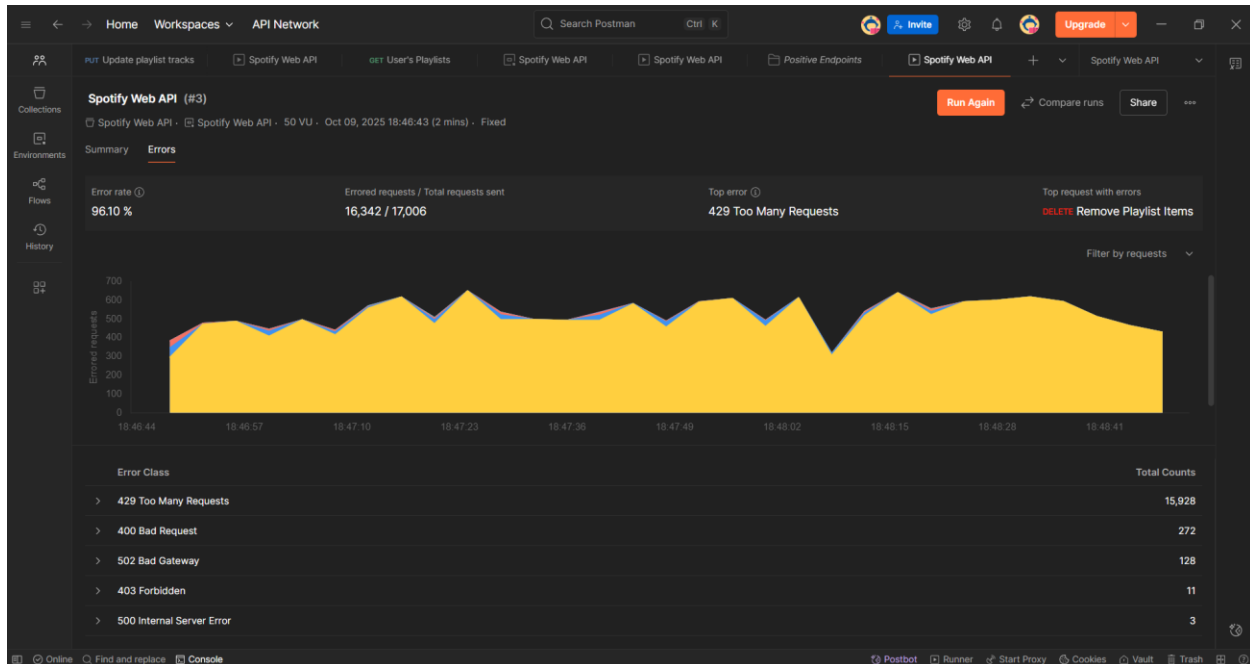 Home Workspaces API Network Search Postman Ctrl K Invite Upgrade
PUT Update playlist tracks Spotify Web API GET User's Playlists Spotify Web API Spotify Web API Positive Endpoints Spotify Web API Spotify Web API
Collections
Environments
Flows
History
Spotify Web API (#3) Run Again Compare runs Share
Spotify Web API · Spotify Web API · 50 VU · Oct 09, 2025 18:46:43 (2 mins) · Fixed
Summary Errors
Error rate Errored requests / Total requests sent Top error Top request with errors
96.10 % 16,342 / 17,006 429 Too Many Requests DELETE Remove Playlist Items
Filter by requests
Errored requests
700
600
500
400
300
200
100
0
18:46:44 18:46:57 18:47:10 18:47:23 18:47:36 18:47:49 18:48:02 18:48:15 18:48:28 18:48:41
Error Class Total Counts
429 Too Many Requests 15,928
400 Bad Request 272
502 Bad Gateway 128
403 Forbidden 11
500 Internal Server Error 3
Online Find and replace Console Postbot Runner Start Proxy Cookies Vault Trash